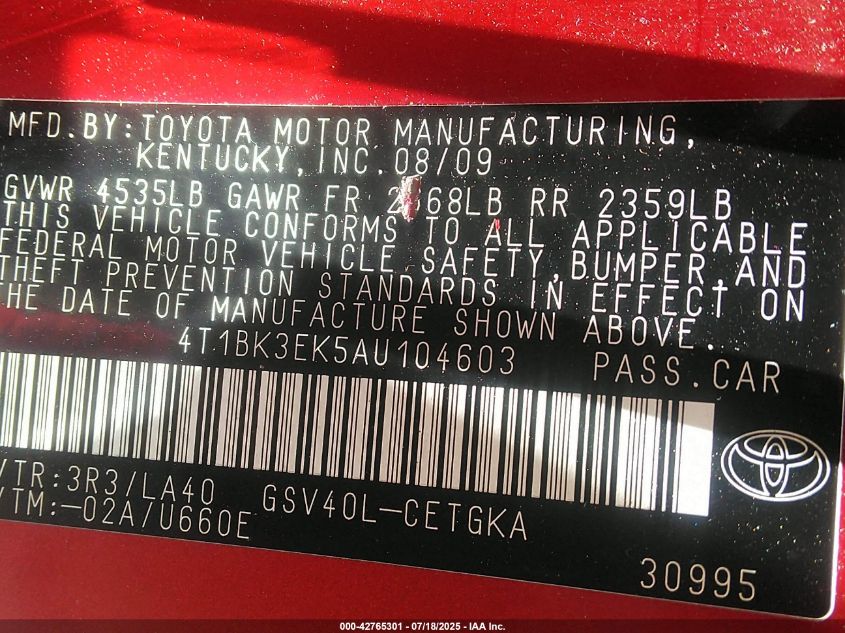 MFD.BY:TOYOTA MOTOR MANUFACTURING,
KENTUCKY,INC.08/09
GVWR 4535LB GAWR FR 68LB RR 2359LB
THIS VEHICLE CONFORMS TO ALL APPLICABLE
FEDERAL MOTOR VEHICLE SAFETY,BUMPER,AND
THEFT PREVENTION STANDARDS IN EFFECT ON
THE DATE OF MANUFACTURE SHOWN ABOVE.
4T1BK3EK5AU104603 PASS.CAR
/TR:3R3/LA40 GSV40L-CETGKA
/TM:-02A/U660E
30995
000-42765301 - 07/18/2025 - IAA Inc.